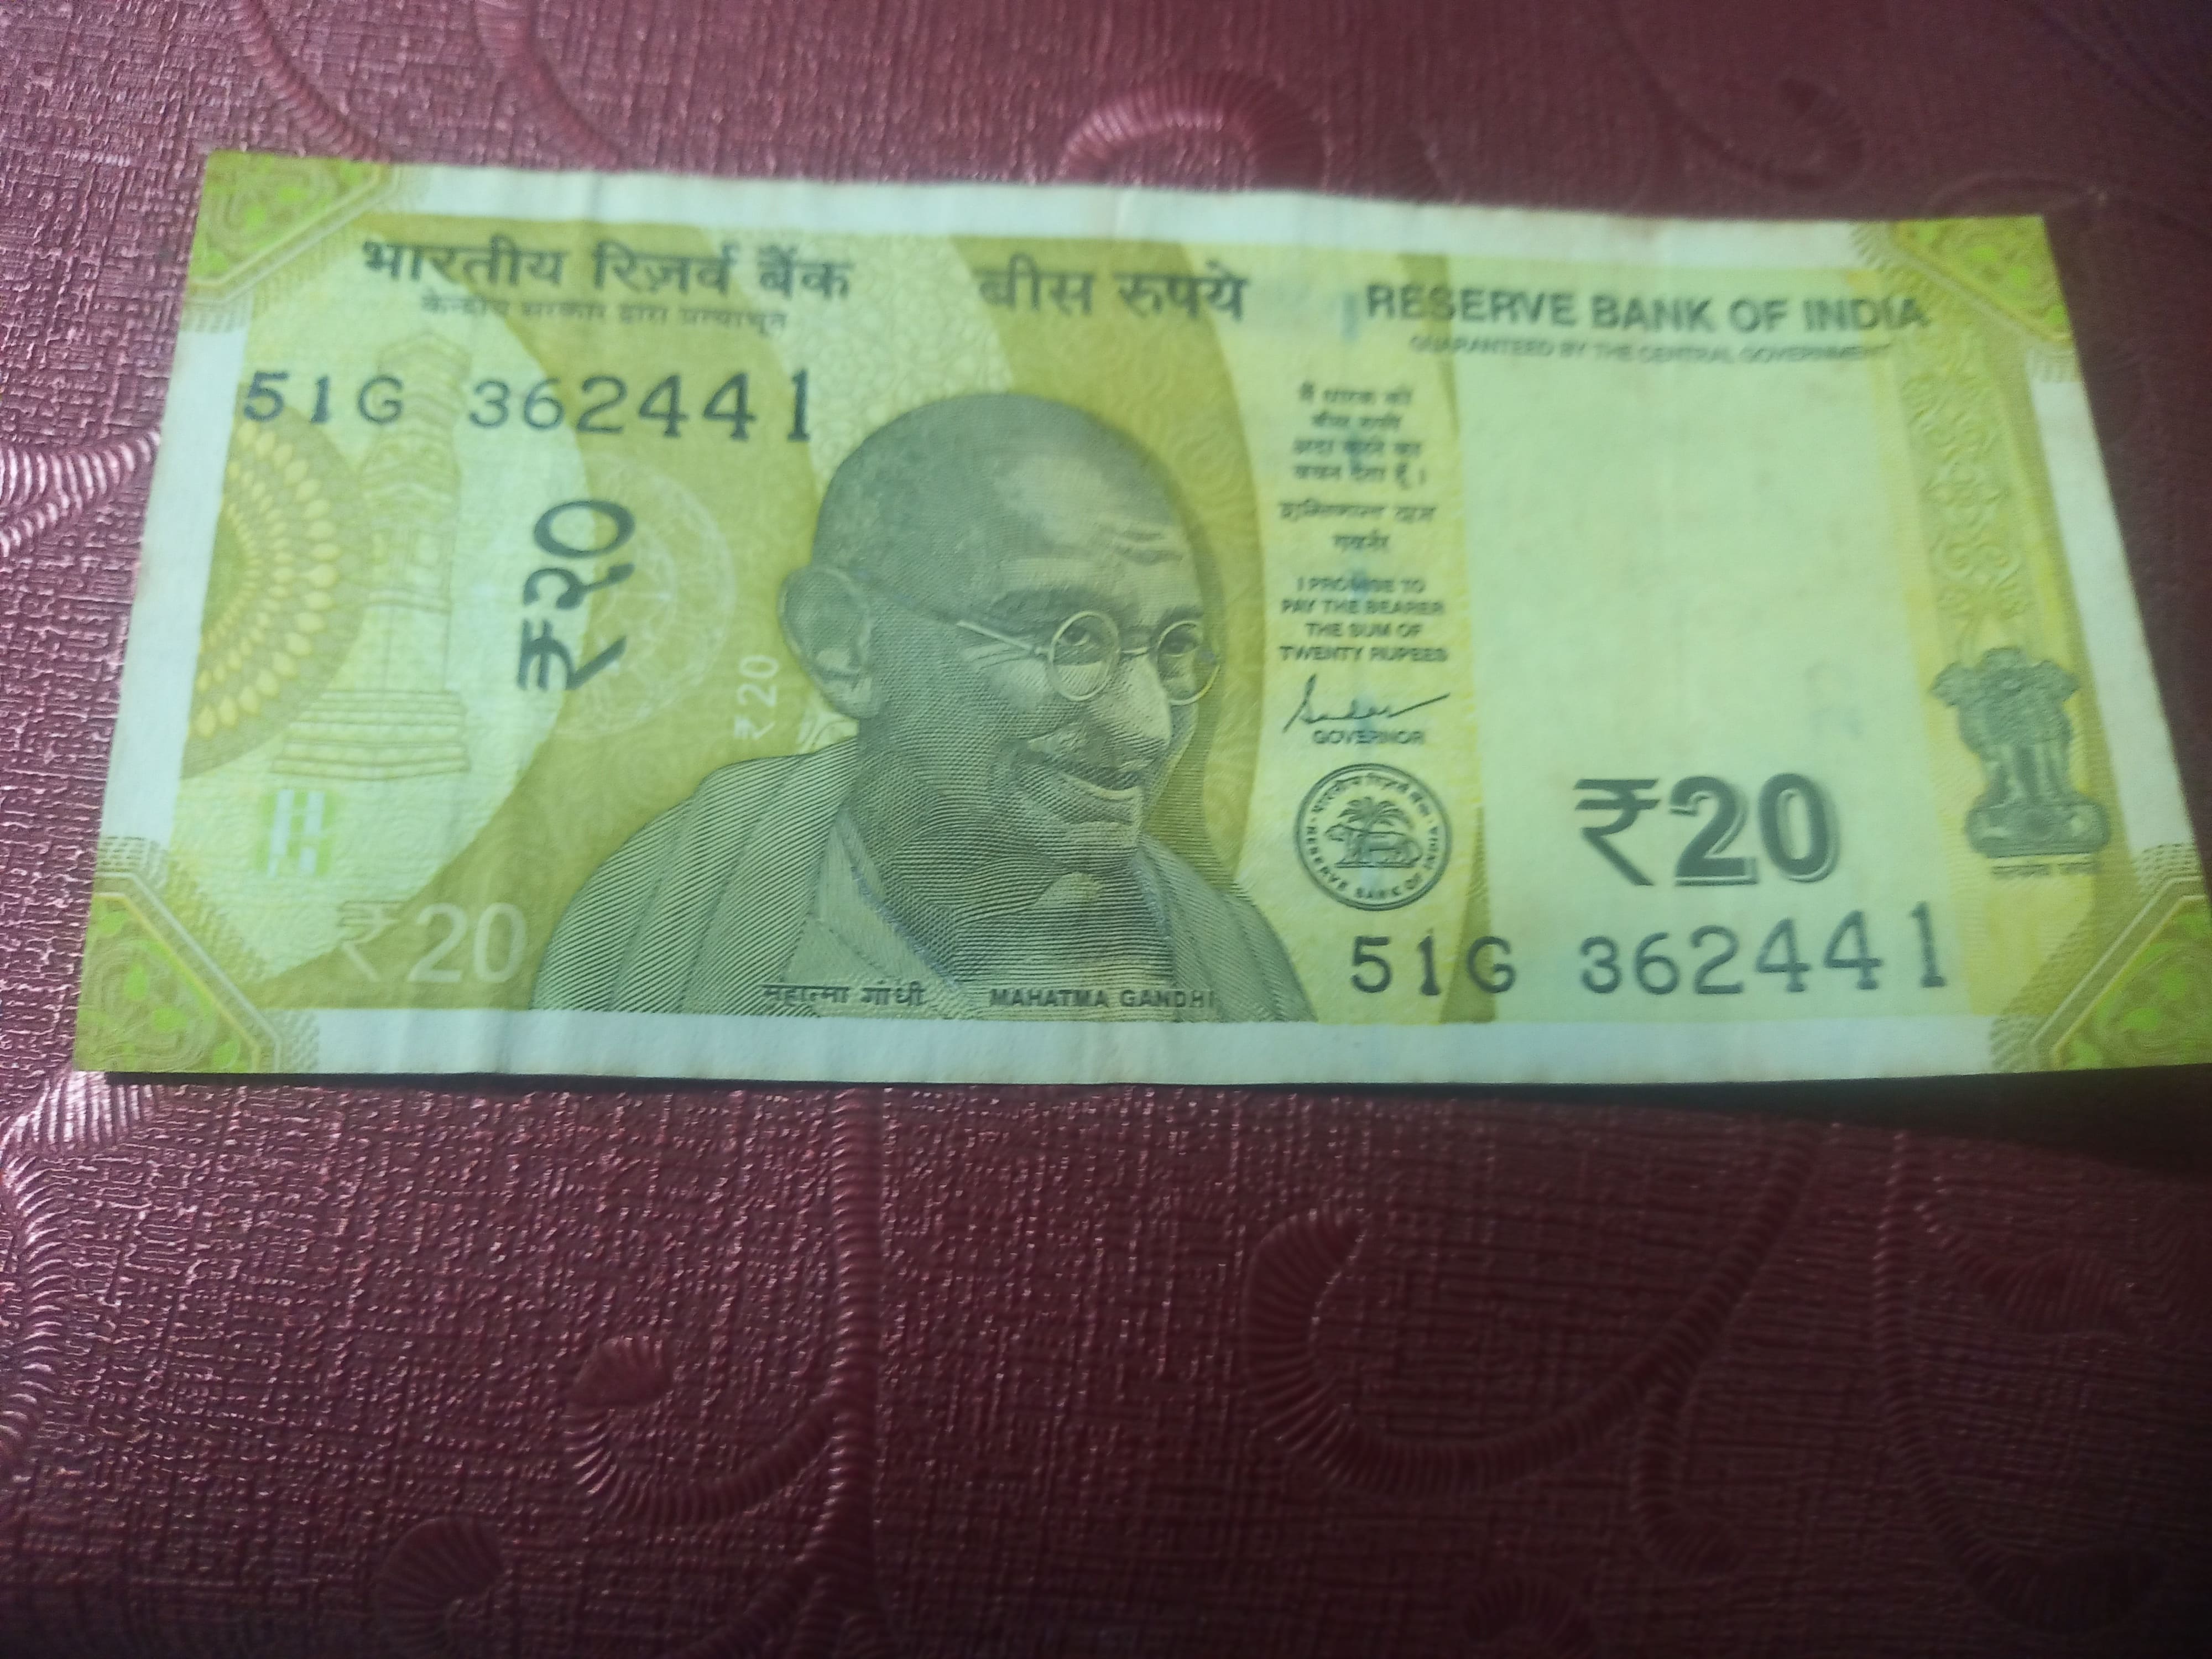 भारतीय रिज़र्व बैंक
केन्द्रीय सरकार द्वारा प्रत्याभूत
बीस रुपये
RESERVE BANK OF INDIA
GUARANTEED BY THE CENTRAL GOVERNMENT
51G 362441
₹२०
₹20
₹20
मैं धारक को
बीस रुपये
अदा करने का
वचन देता हूँ।
गवर्नर
I PROMISE TO
PAY THE BEARER
THE SUM OF
TWENTY RUPEES
GOVERNOR
भारतीय रिज़र्व बैंक
RESERVE BANK OF INDIA
₹20
51G 362441
महात्मा गांधी
MAHATMA GANDHI